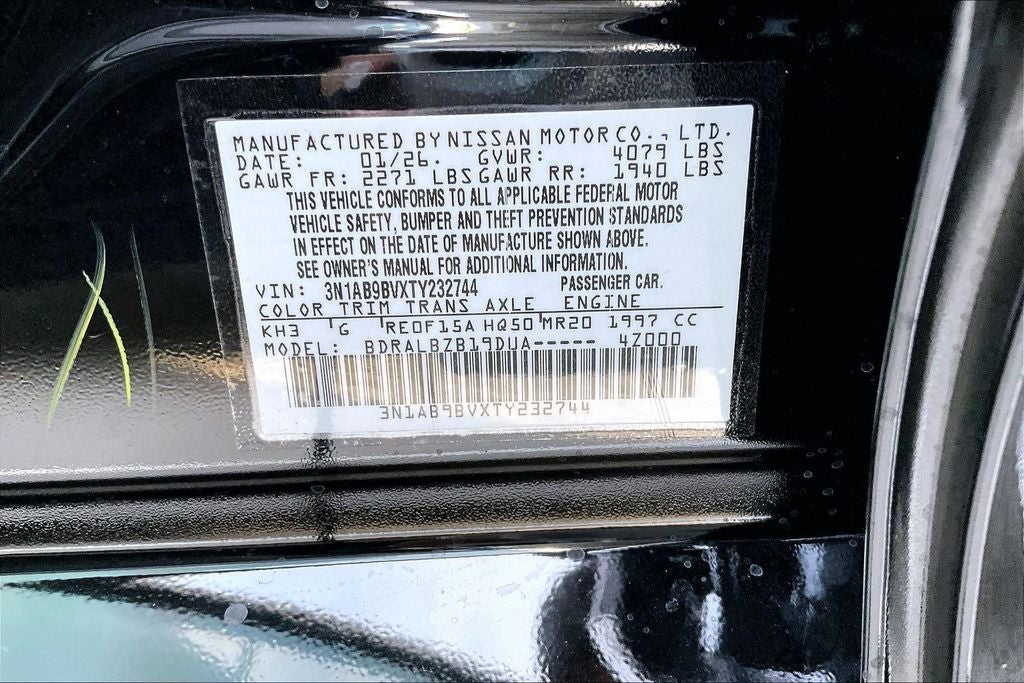 MANUFACTURED BY NISSAN MOTOR CO., LTD.
DATE: 01/26. GVWR: 4079 LBS
GAWR FR: 2271 LBS GAWR RR: 1940 LBS
THIS VEHICLE CONFORMS TO ALL APPLICABLE FEDERAL MOTOR
VEHICLE SAFETY, BUMPER AND THEFT PREVENTION STANDARDS
IN EFFECT ON THE DATE OF MANUFACTURE SHOWN ABOVE.
SEE OWNER'S MANUAL FOR ADDITIONAL INFORMATION.
VIN: 3N1AB9BVXTY232744 PASSENGER CAR.
COLOR TRIM TRANS AXLE ENGINE
KH3 G RE0F15A HQ50 MR20 1997 CC
MODEL: BDRALBZB19DUA----- 4Z000
3N1AB9BVXTY232744